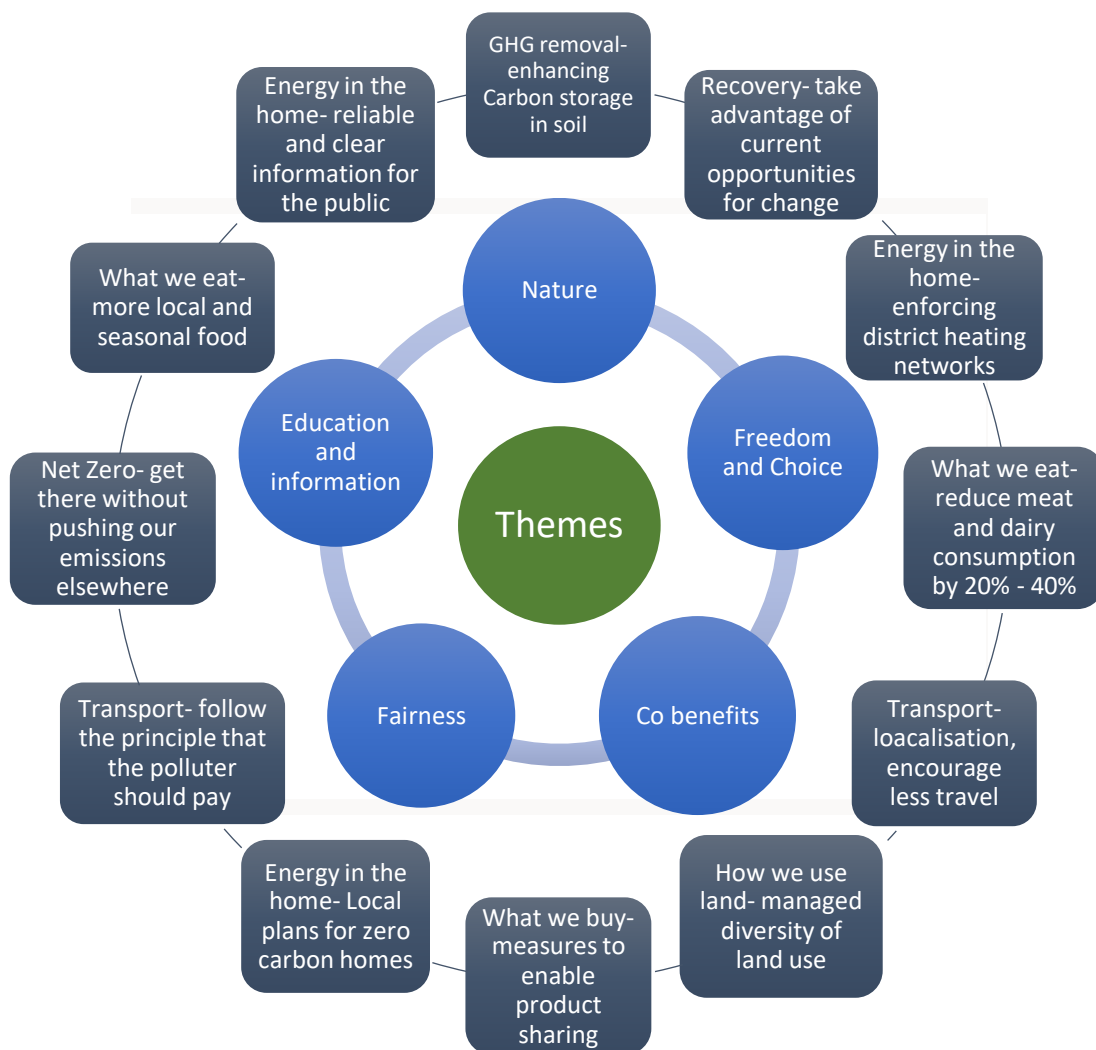 GHG removal-
enhancing
Carbon storage
in soil
Recovery- take
advantage of
current
opportunities
for change
Energy in the
home-
enforcing
district heating
networks
What we eat-
reduce meat
and dairy
consumption
by 20% - 40%
Transport-
loacalisation,
encourage
less travel
How we use
land- managed
diversity of
land use
What we buy-
measures to
enable
product
sharing
Energy in the
home- Local
plans for zero
carbon homes
Transport- follow
the principle that
the polluter
should pay
Net Zero- get
there without
pushing our
emissions
elsewhere
What we eat-
more local and
seasonal food
Energy in the
home- reliable
and clear
information for
the public
Nature
Freedom
and Choice
Co benefits
Fairness
Education
and
information
Themes